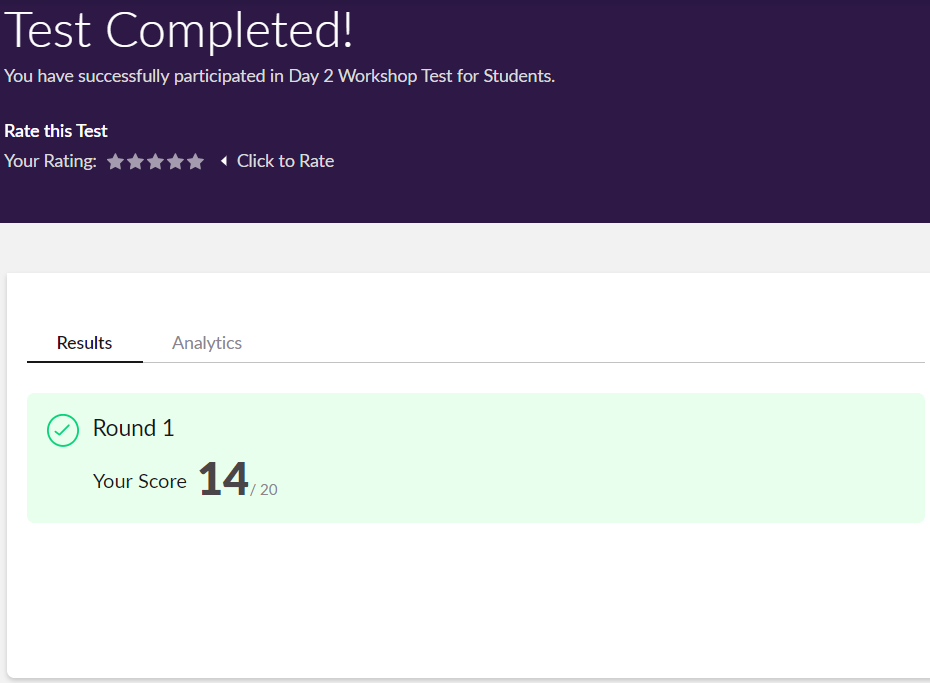 Test Completed!
You have successfully participated in Day 2 Workshop Test for Students.
Rate this Test
Your Rating: Click to Rate
Results Analytics
Round 1
Your Score 14 / 20